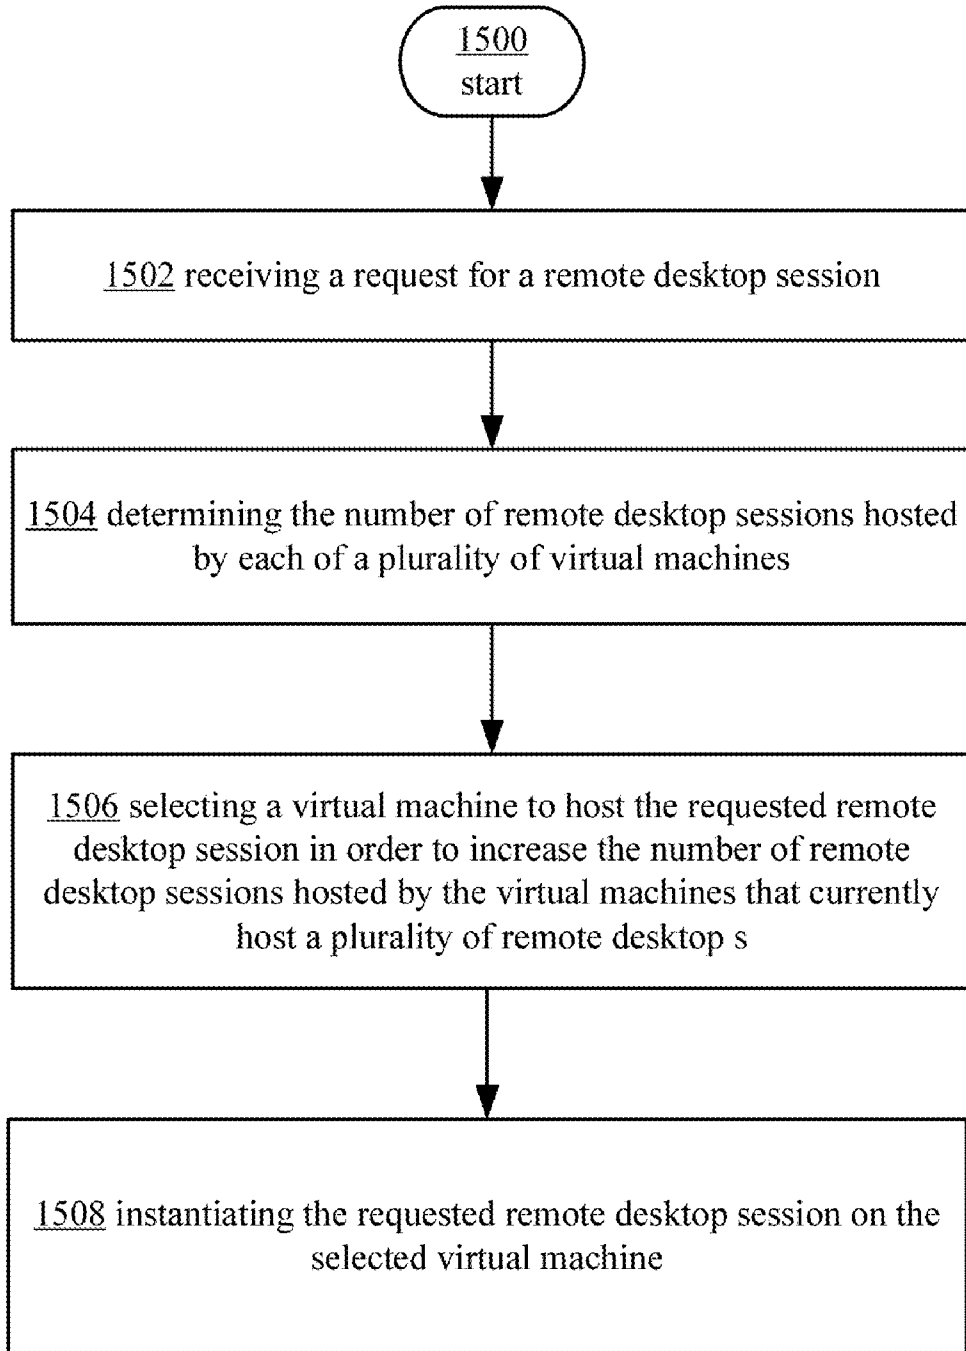 1500
start
1502 receiving a request for a remote desktop session
1504 determining the number of remote desktop sessions hosted
by each of a plurality of virtual machines
1506 selecting a virtual machine to host the requested remote
desktop session in order to increase the number of remote
desktop sessions hosted by the virtual machines that currently
host a plurality of remote desktop s
1508 instantiating the requested remote desktop session on the
selected virtual machine